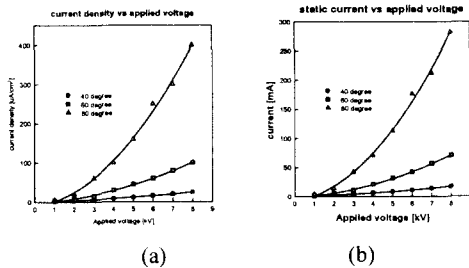 current density vs applied voltage
400
300
200
100
0
current density [µA/cm²]
40 degree
60 degree
80 degree
0 1 2 3 4 5 6 7 8 9
Applied voltage [kV]
(a)
static current vs applied voltage
300
250
200
150
100
50
0
current [mA]
40 degree
60 degree
80 degree
0 1 2 3 4 5 6 7 8
Applied voltage [kV]
(b)